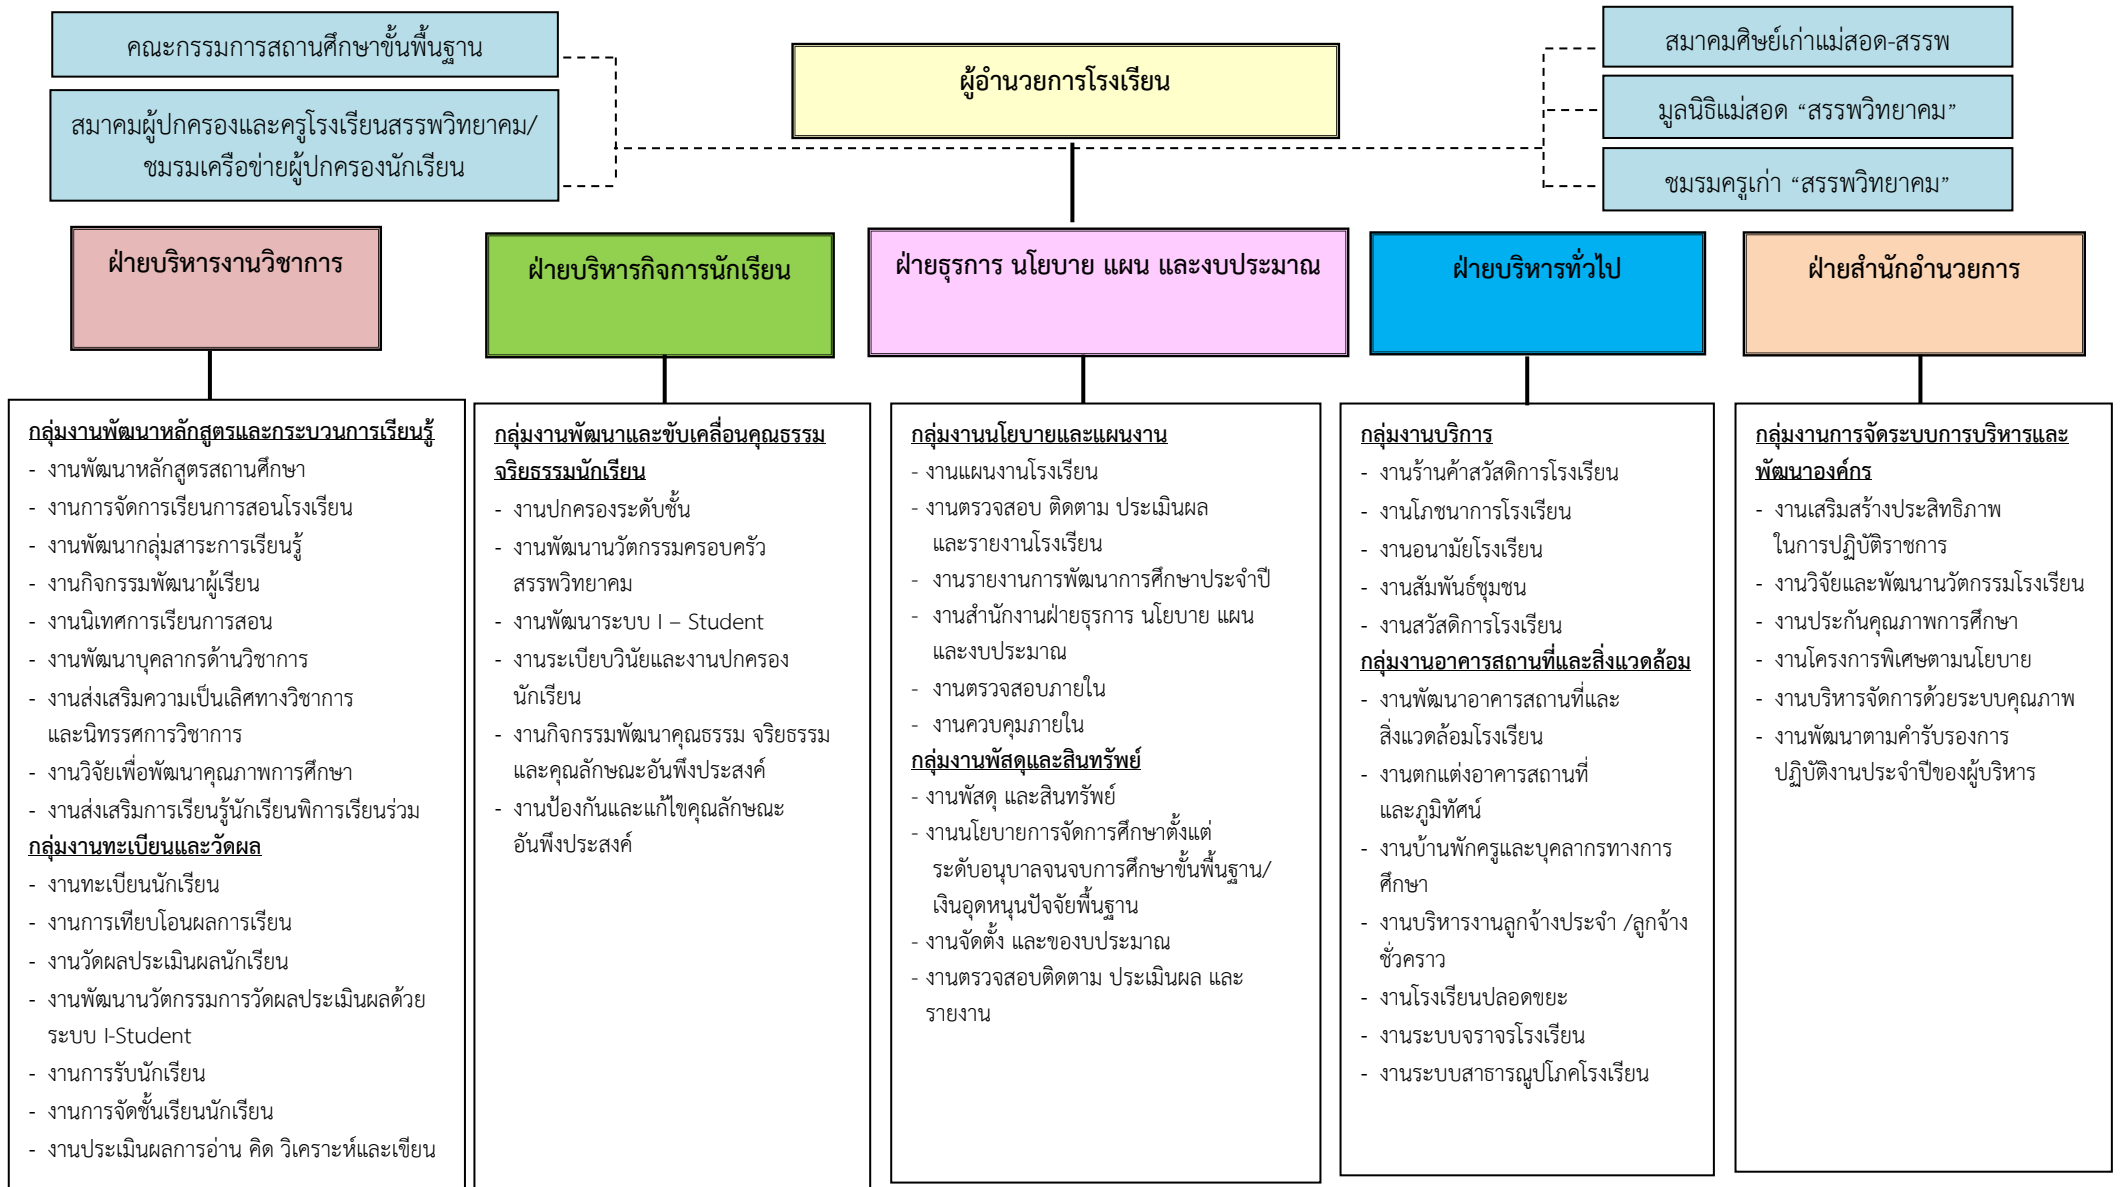 คณะกรรมการสถานศึกษาขั้นพื้นฐาน
สมาคมผู้ปกครองและครูโรงเรียนสรรพวิทยาคม/
ชมรมเครือข่ายผู้ปกครองนักเรียน
ผู้อำนวยการโรงเรียน
สมาคมศิษย์เก่าแม่สอด-สรรพ
มูลนิธิแม่สอด “สรรพวิทยาคม”
ชมรมครูเก่า “สรรพวิทยาคม”
ฝ่ายบริหารงานวิชาการ
กลุ่มงานพัฒนาหลักสูตรและกระบวนการเรียนรู้
- งานพัฒนาหลักสูตรสถานศึกษา
- งานการจัดการเรียนการสอนโรงเรียน
- งานพัฒนากลุ่มสาระการเรียนรู้
- งานกิจกรรมพัฒนาผู้เรียน
- งานนิเทศการเรียนการสอน
- งานพัฒนาบุคลากรด้านวิชาการ
- งานส่งเสริมความเป็นเลิศทางวิชาการ
และนิทรรศการวิชาการ
- งานวิจัยเพื่อพัฒนาคุณภาพการศึกษา
- งานส่งเสริมการเรียนรู้นักเรียนพิการเรียนร่วม
กลุ่มงานทะเบียนและวัดผล
- งานทะเบียนนักเรียน
- งานการเทียบโอนผลการเรียน
- งานวัดผลประเมินผลนักเรียน
- งานพัฒนานวัตกรรมการวัดผลประเมินผลด้วย
ระบบ I-Student
- งานการรับนักเรียน
- งานการจัดชั้นเรียนนักเรียน
- งานประเมินผลการอ่าน คิด วิเคราะห์และเขียน
ฝ่ายบริหารกิจการนักเรียน
กลุ่มงานพัฒนาและขับเคลื่อนคุณธรรม
จริยธรรมนักเรียน
- งานปกครองระดับชั้น
- งานพัฒนานวัตกรรมครอบครัว
สรรพวิทยาคม
- งานพัฒนาระบบ I – Student
- งานระเบียบวินัยและงานปกครอง
นักเรียน
- งานกิจกรรมพัฒนาคุณธรรม จริยธรรม
และคุณลักษณะอันพึงประสงค์
- งานป้องกันและแก้ไขคุณลักษณะ
อันพึงประสงค์
ฝ่ายธุรการ นโยบาย แผน และงบประมาณ
กลุ่มงานนโยบายและแผนงาน
- งานแผนงานโรงเรียน
- งานตรวจสอบ ติดตาม ประเมินผล
และรายงานโรงเรียน
- งานรายงานการพัฒนาการศึกษาประจำปี
- งานสำนักงานฝ่ายธุรการ นโยบาย แผน
และงบประมาณ
- งานตรวจสอบภายใน
- งานควบคุมภายใน
กลุ่มงานพัสดุและสินทรัพย์
- งานพัสดุ และสินทรัพย์
- งานนโยบายการจัดการศึกษาตั้งแต่
ระดับอนุบาลจนจบการศึกษาขั้นพื้นฐาน/
เงินอุดหนุนปัจจัยพื้นฐาน
- งานจัดตั้ง และของบประมาณ
- งานตรวจสอบติดตาม ประเมินผล และ
รายงาน
ฝ่ายบริหารทั่วไป
กลุ่มงานบริการ
- งานร้านค้าสวัสดิการโรงเรียน
- งานโภชนาการโรงเรียน
- งานอนามัยโรงเรียน
- งานสัมพันธ์ชุมชน
- งานสวัสดิการโรงเรียน
กลุ่มงานอาคารสถานที่และสิ่งแวดล้อม
- งานพัฒนาอาคารสถานที่และ
สิ่งแวดล้อมโรงเรียน
- งานตกแต่งอาคารสถานที่
และภูมิทัศน์
- งานบ้านพักครูและบุคลากรทางการ
ศึกษา
- งานบริหารงานลูกจ้างประจำ /ลูกจ้าง
ชั่วคราว
- งานโรงเรียนปลอดขยะ
- งานระบบจราจรโรงเรียน
- งานระบบสาธารณูปโภคโรงเรียน
ฝ่ายสำนักอำนวยการ
กลุ่มงานการจัดระบบการบริหารและ
พัฒนาองค์กร
- งานเสริมสร้างประสิทธิภาพ
ในการปฏิบัติราชการ
- งานวิจัยและพัฒนานวัตกรรมโรงเรียน
- งานประกันคุณภาพการศึกษา
- งานโครงการพิเศษตามนโยบาย
- งานบริหารจัดการด้วยระบบคุณภาพ
- งานพัฒนาตามคำรับรองการ
ปฏิบัติงานประจำปีของผู้บริหาร